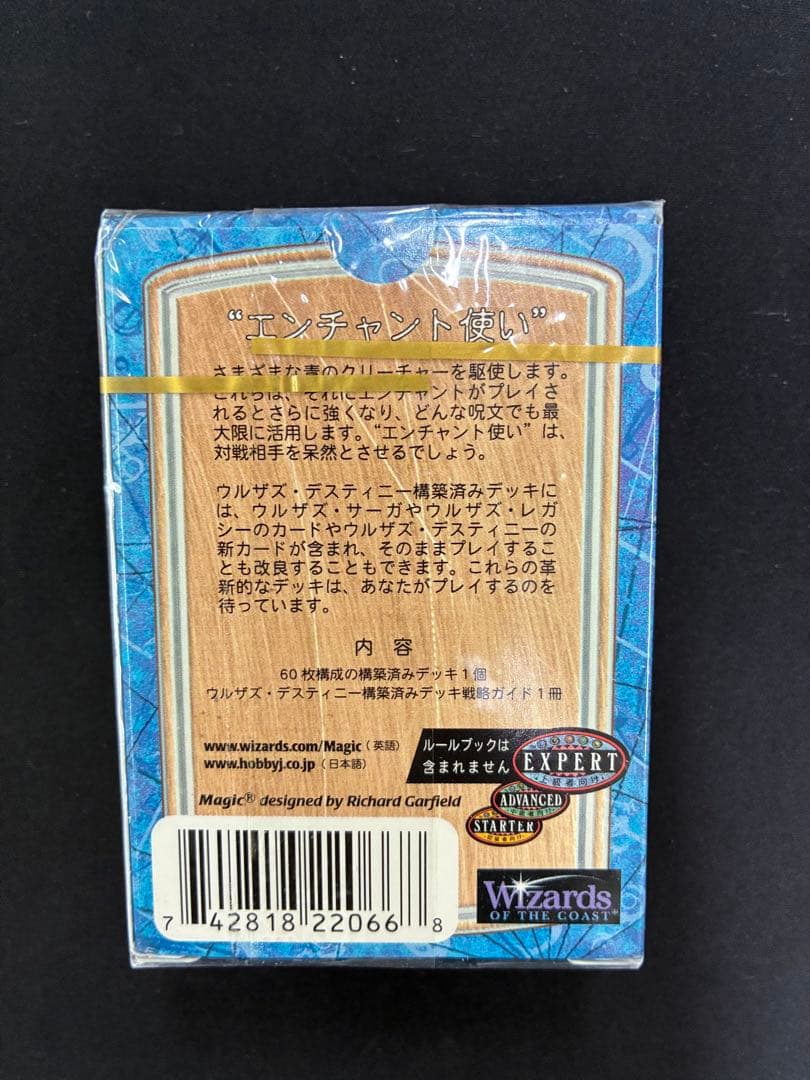 “エンチャント使い”
さまざまな青のクリーチャーを駆使します。
これらは、それにエンチャントがプレイさ
れるとさらに強くなり、どんな呪文でも最
大限に活用します。“エンチャント使い”は、
対戦相手を呆然とさせるでしょう。
ウルザズ・デスティニー構築済みデッキに
は、ウルザズ・サーガやウルザズ・レガ
シーのカードやウルザズ・デスティニーの
新カードが含まれ、そのままプレイするこ
とも改良することもできます。これらの革
新的なデッキは、あなたがプレイするのを
待っています。
内 容
60枚構成の構築済みデッキ1個
ウルザズ・デスティニー構築済みデッキ戦略ガイド1冊
www.wizards.com/Magic（英語）
www.hobbyj.co.jp（日本語）
ルールブックは
含まれません
EXPERT
上級者向け
ADVANCED
中級者向け
STARTER
初級者向け
Magic® designed by Richard Garfield
7 42818 22066 8
Wizards
OF THE COAST®